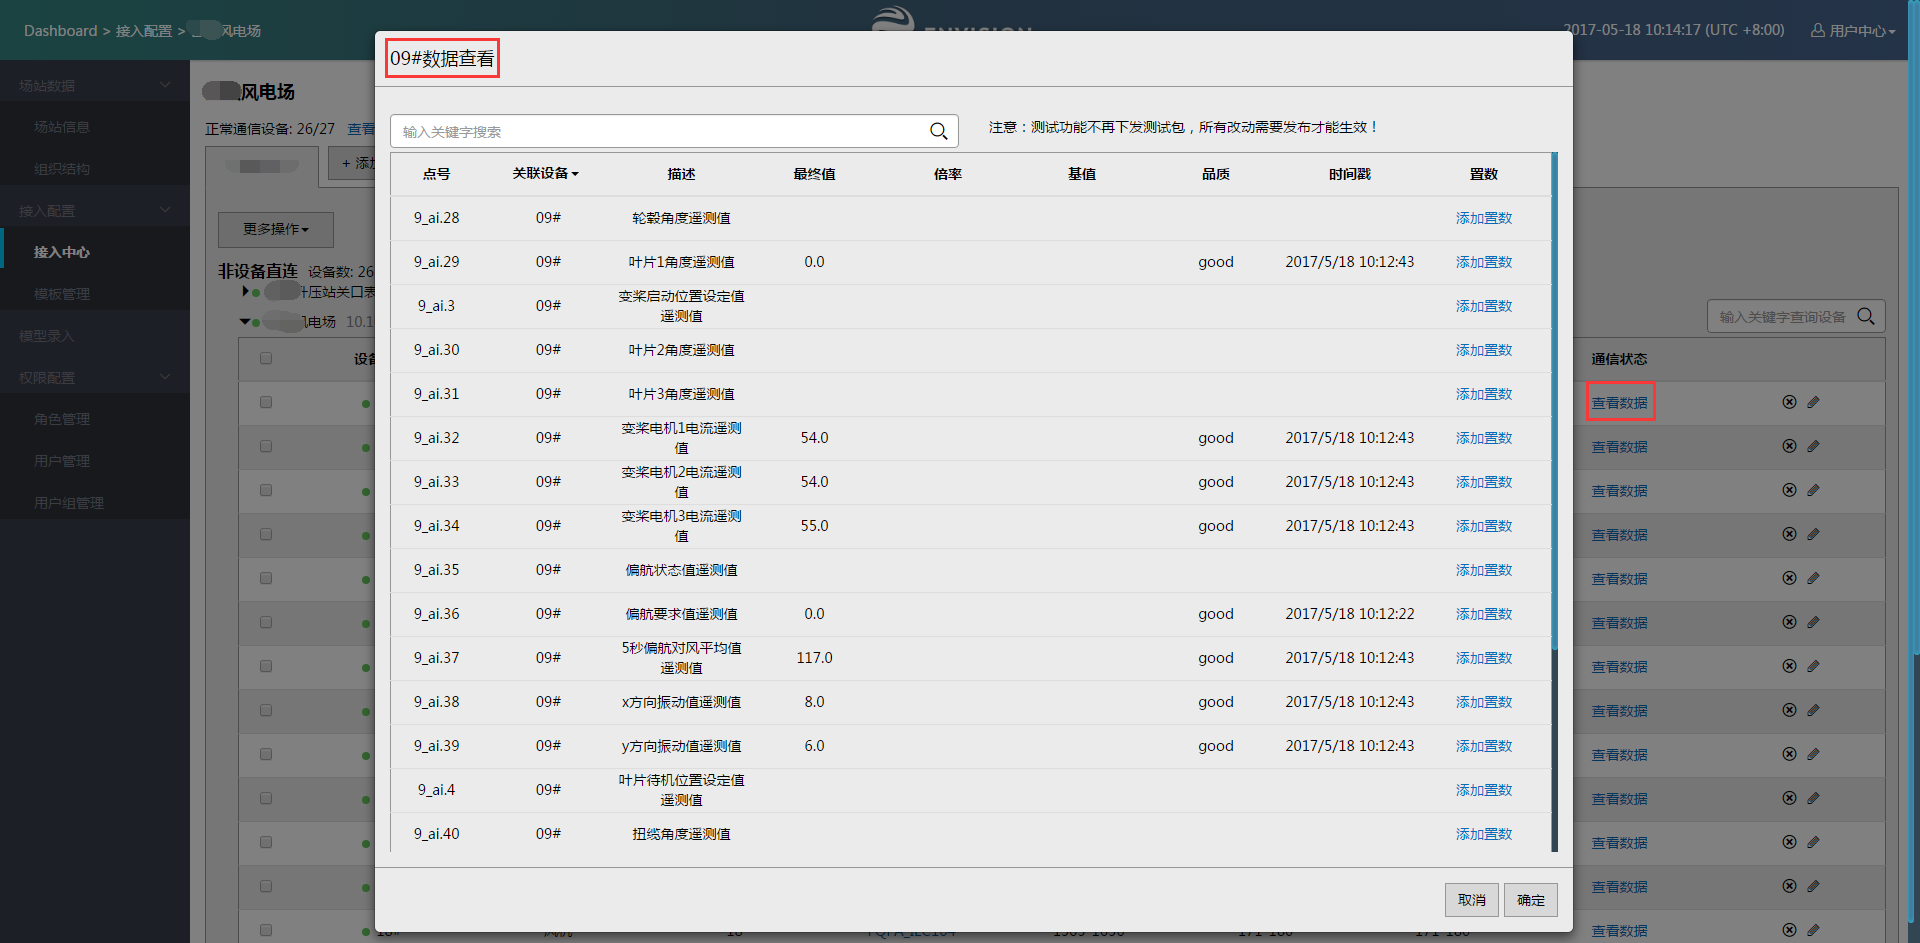 Dashboard > 接入配置 > 风电场
ENVISION
2017-05-18 10:14:17 (UTC +8:00)
用户中心
场站数据
场站信息
组织结构
接入配置
接入中心
模板管理
模型录入
权限配置
角色管理
用户管理
用户组管理
风电场
正常通信设备: 26/27 查看
+ 添加
更多操作
非设备直连 设备数: 26
升压站关口表
风电场 10.1
设备
09#数据查看
输入关键字搜索
注意：测试功能不再下发测试包，所有改动需要发布才能生效！
点号 关联设备 描述 最终值 倍率 基值 品质 时间戳 置数
9_ai.28 09# 轮毂角度遥测值 添加置数
9_ai.29 09# 叶片1角度遥测值 0.0 good 2017/5/18 10:12:43 添加置数
9_ai.3 09# 变桨启动位置设定值遥测值 添加置数
9_ai.30 09# 叶片2角度遥测值 添加置数
9_ai.31 09# 叶片3角度遥测值 添加置数
9_ai.32 09# 变桨电机1电流遥测值 54.0 good 2017/5/18 10:12:43 添加置数
9_ai.33 09# 变桨电机2电流遥测值 54.0 good 2017/5/18 10:12:43 添加置数
9_ai.34 09# 变桨电机3电流遥测值 55.0 good 2017/5/18 10:12:43 添加置数
9_ai.35 09# 偏航状态值遥测值 添加置数
9_ai.36 09# 偏航要求值遥测值 0.0 good 2017/5/18 10:12:22 添加置数
9_ai.37 09# 5秒偏航对风平均值遥测值 117.0 good 2017/5/18 10:12:43 添加置数
9_ai.38 09# x方向振动值遥测值 8.0 good 2017/5/18 10:12:43 添加置数
9_ai.39 09# y方向振动值遥测值 6.0 good 2017/5/18 10:12:43 添加置数
9_ai.4 09# 叶片待机位置设定值遥测值 添加置数
9_ai.40 09# 扭缆角度遥测值 添加置数
取消 确定
输入关键字查询设备
通信状态
查看数据
查看数据
查看数据
查看数据
查看数据
查看数据
查看数据
查看数据
查看数据
查看数据
查看数据
查看数据
查看数据